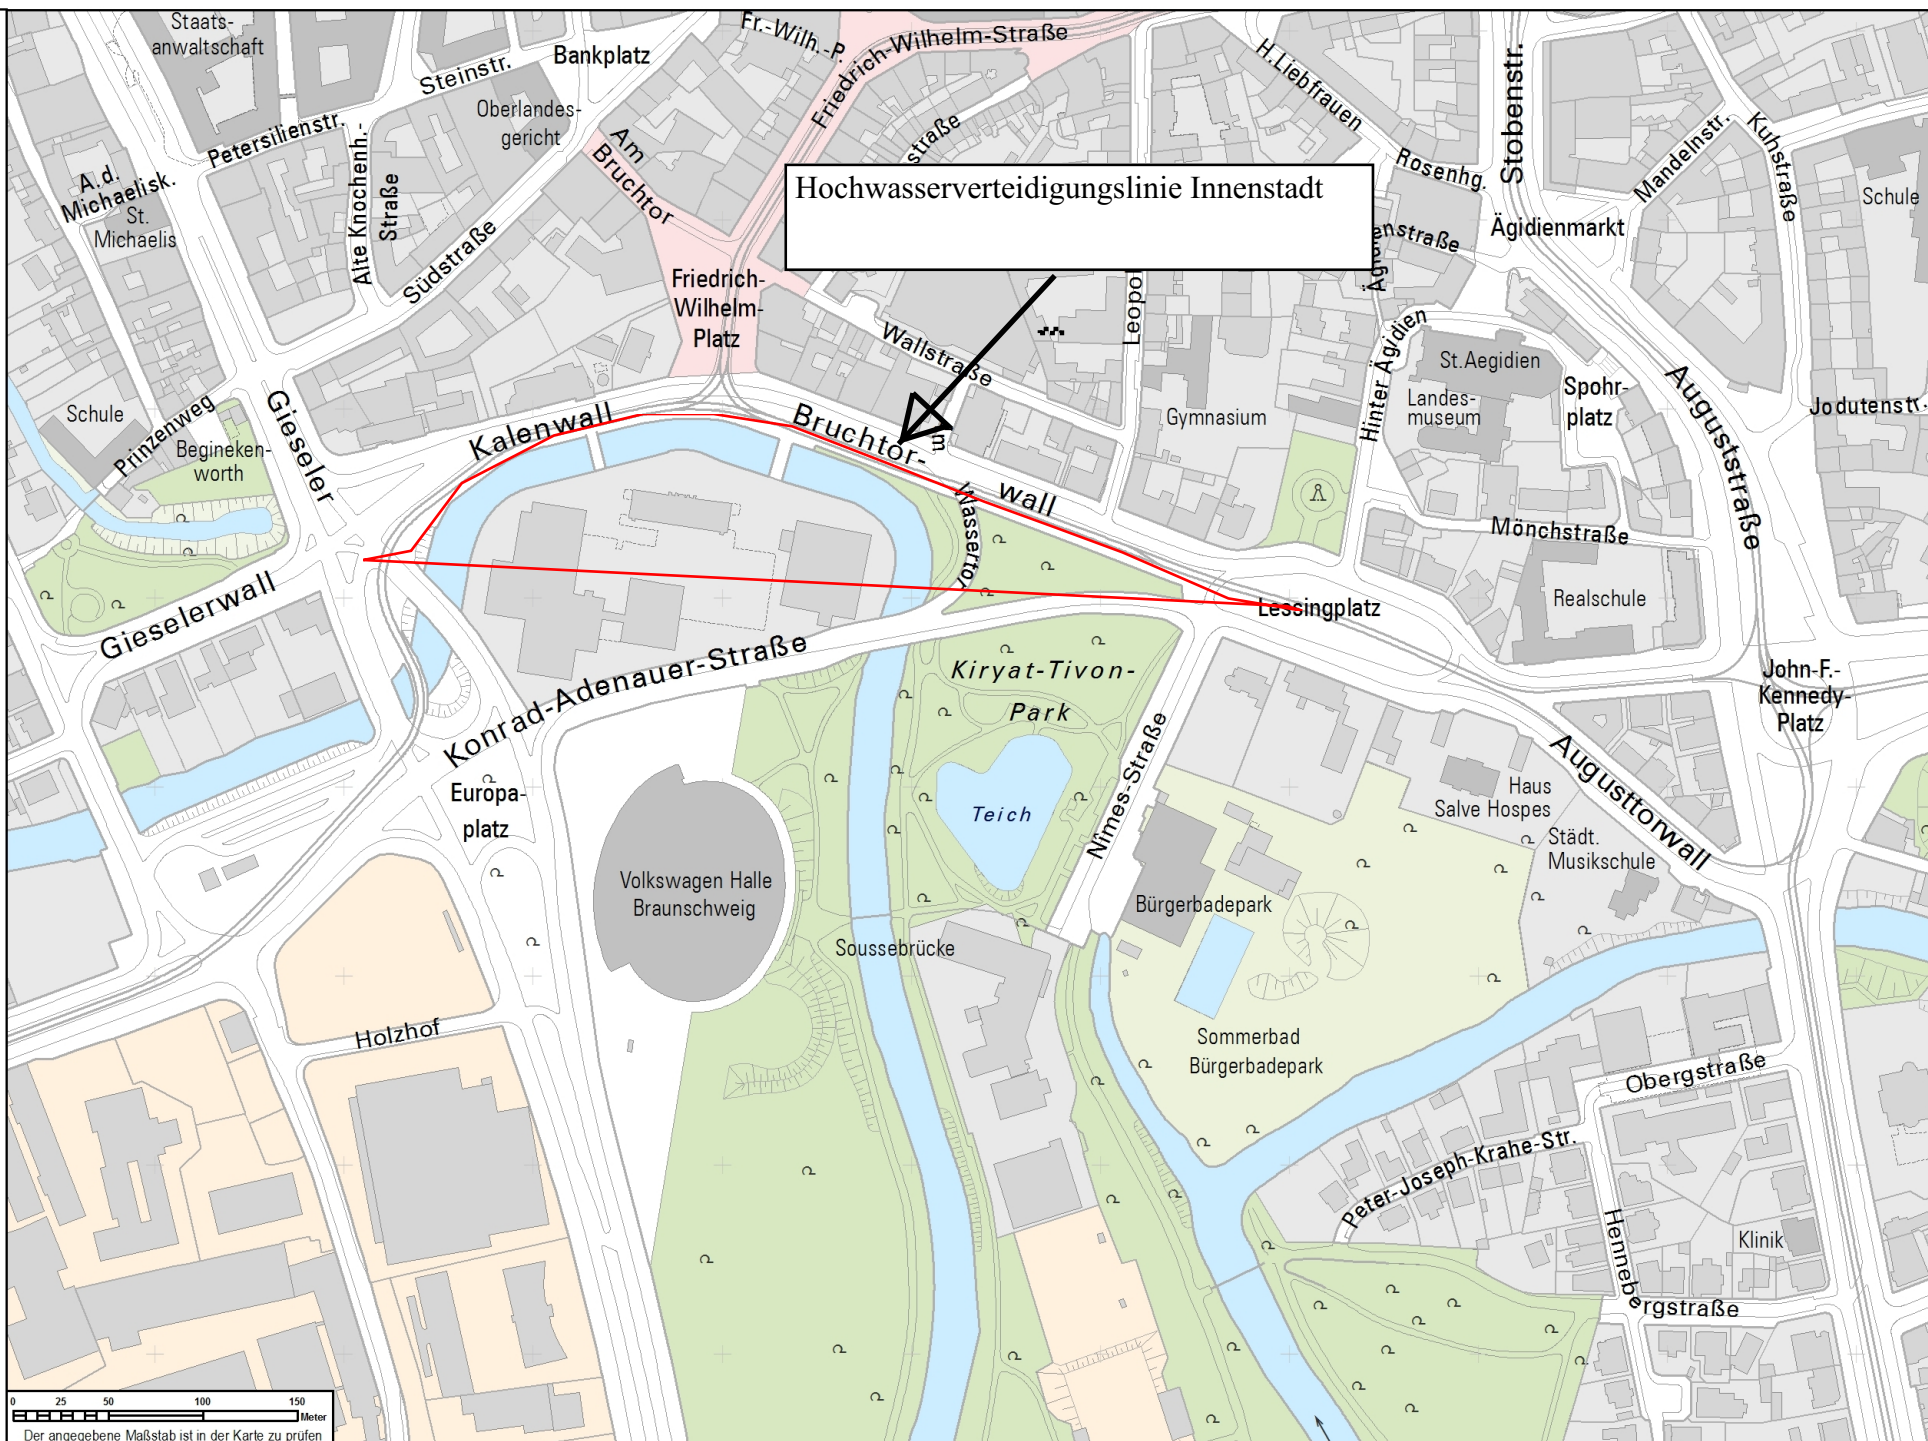 Staats-
anwaltschaft
Steinstr.
Bankplatz
Fr.-Wilh.-P.
Friedrich-Wilhelm-Straße
H.Liebfrauen
Stobenstr.
Oberlandes-
gericht
Petersilienstr.
Am
Bruchtor
straße
Rosenhg.
Mandelnstr.
Kuhstraße
Schule
A.d.
Michaelisk.
St.
Michaelis
Alte Knochenh.-
Straße
Südstraße
Hochwasserverteidigungslinie Innenstadt
enstraße
Äg
Ägidienmarkt
Friedrich-
Wilhelm-
Platz
Wallstraße
Leopo
Hinter Ägidien
St.Aegidien
Landes-
museum
Spohr-
platz
Auguststraße
Jodutenstr.
Schule
Prinzenweg
Begineken-
worth
Gieseler
Kalenwall
Bruchtor-
wall
m
Gymnasium
Wassertor
Mönchstraße
Realschule
Lessingplatz
Gieselerwall
Konrad-Adenauer-Straße
Kiryat-Tivon-
Park
John-F.-
Kennedy-
Platz
Europa-
platz
Teich
Nîmes-Straße
Augusttorwall
Haus
Salve Hospes
Städt.
Musikschule
Volkswagen Halle
Braunschweig
Bürgerbadepark
Soussebrücke
Holzhof
Sommerbad
Bürgerbadepark
Obergstraße
Peter-Joseph-Krahe-Str.
Hennebergstraße
Klinik
0 25 50 100 150
Meter
Der angegebene Maßstab ist in der Karte zu prüfen